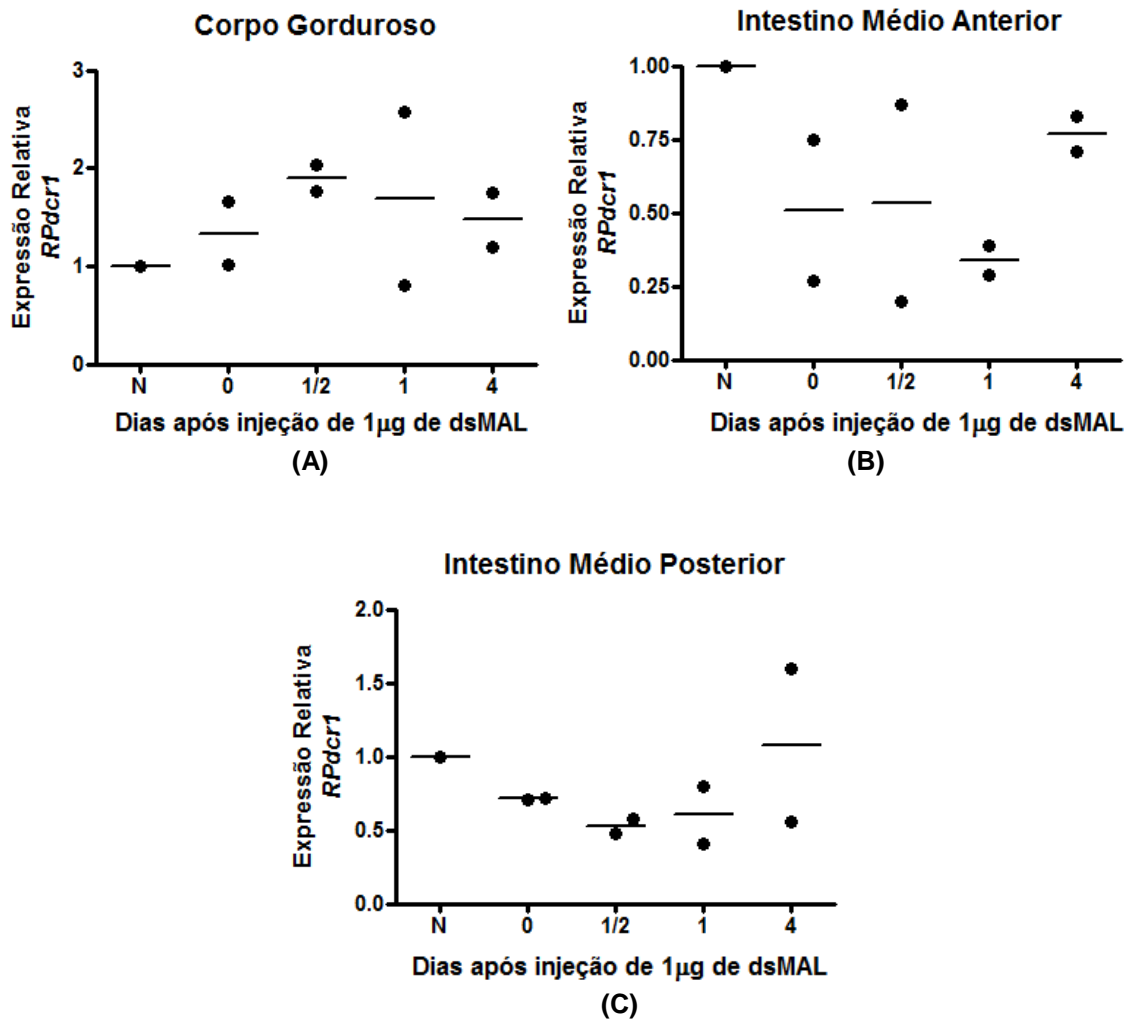 Corpo Gorduroso
Expressão Relativa
RPdcr1
3
2
1
0
N 0 1/2 1 4
Dias após injeção de 1µg de dsMAL
(A)
Intestino Médio Anterior
Expressão Relativa
RPdcr1
1.00
0.75
0.50
0.25
0.00
N 0 1/2 1 4
Dias após injeção de 1µg de dsMAL
(B)
Intestino Médio Posterior
Expressão Relativa
RPdcr1
2.0
1.5
1.0
0.5
0.0
N 0 1/2 1 4
Dias após injeção de 1µg de dsMAL
(C)